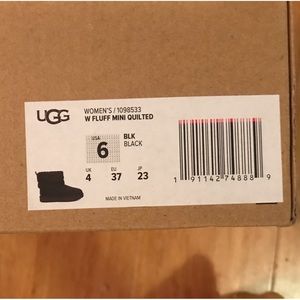 UGG
WOMEN'S / 1098533
W FLUFF MINI QUILTED
USA
6
BLK
BLACK
UK
4
EU
37
JP
23
MADE IN VIETNAM
1 91142 74888 9